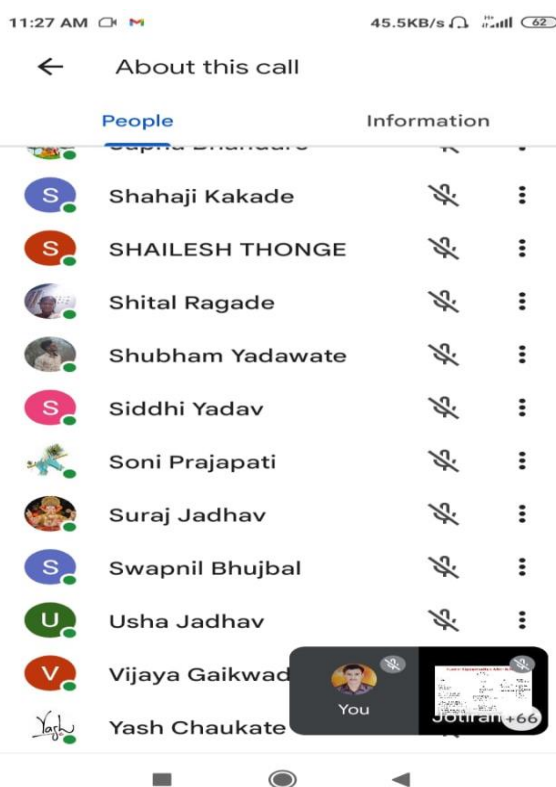 11:27 AM 45.5KB/s 62
About this call
People Information
S Shahaji Kakade
S SHAILESH THONGE
Shital Ragade
Shubham Yadawate
S Siddhi Yadav
Soni Prajapati
Suraj Jadhav
S Swapnil Bhujbal
U Usha Jadhav
V Vijaya Gaikwad
You +66
Yash Yash Chaukate